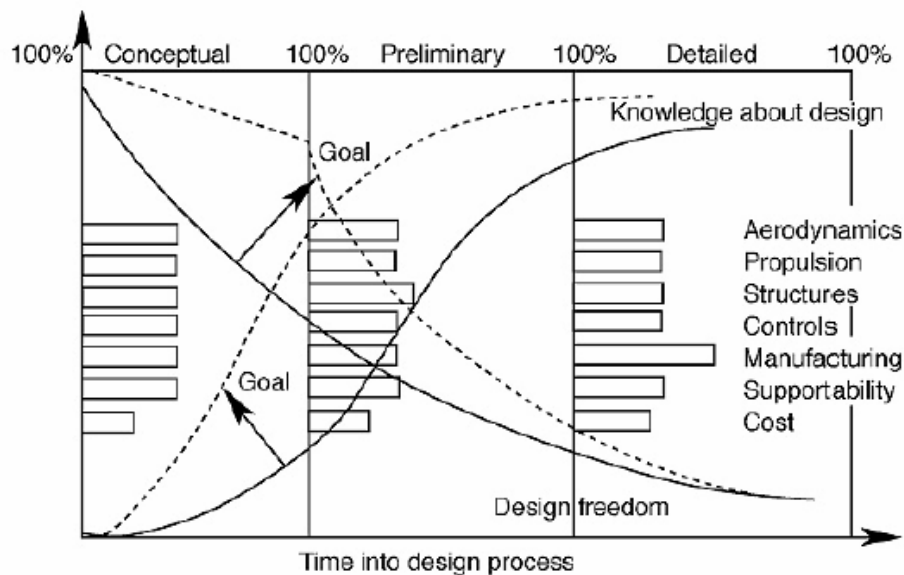 100% Conceptual 100% Preliminary 100% Detailed 100%
Knowledge about design
Goal
Aerodynamics
Propulsion
Structures
Controls
Manufacturing
Goal
Supportability
Cost
Design freedom
Time into design process